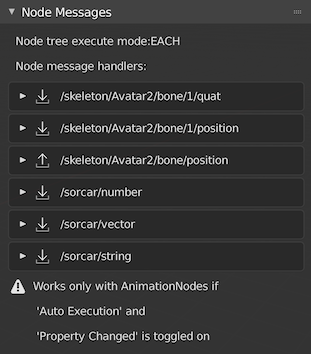 Node Messages
Node tree execute mode:EACH
Node message handlers:
/skeleton/Avatar2/bone/1/quat
/skeleton/Avatar2/bone/1/position
/skeleton/Avatar2/bone/position
/sorcar/number
/sorcar/vector
/sorcar/string
Works only with AnimationNodes if
'Auto Execution' and
'Property Changed' is toggled on